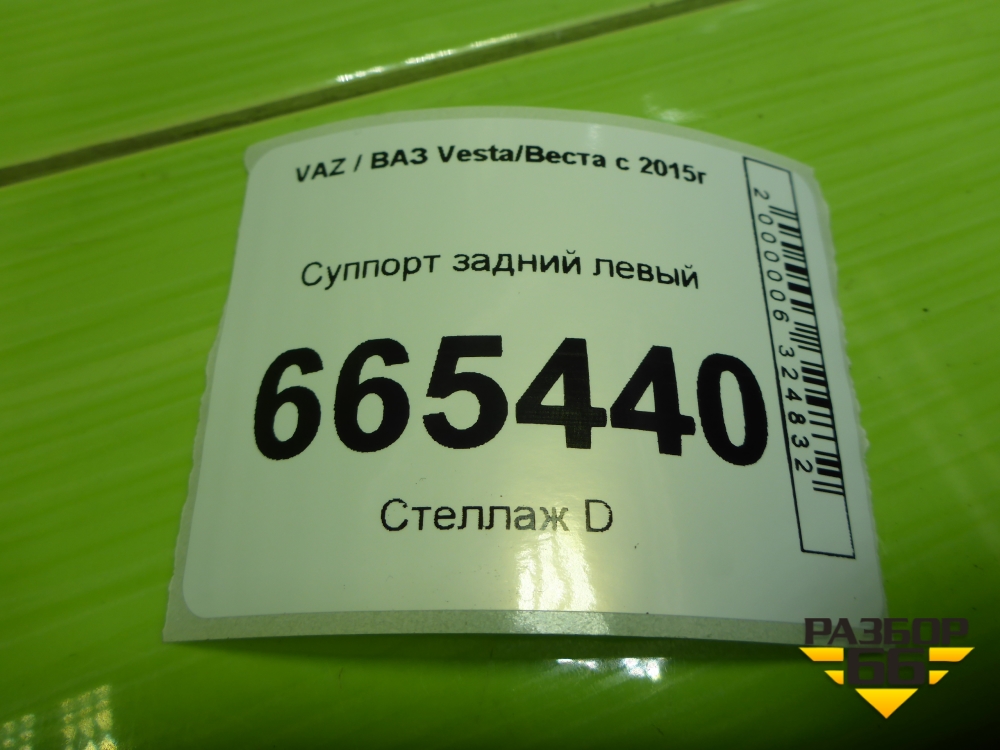 VAZ / ВАЗ Vesta/Веста с 2015г
Суппорт задний левый
665440
Стеллаж D
2000006324832
РАЗБОР
66